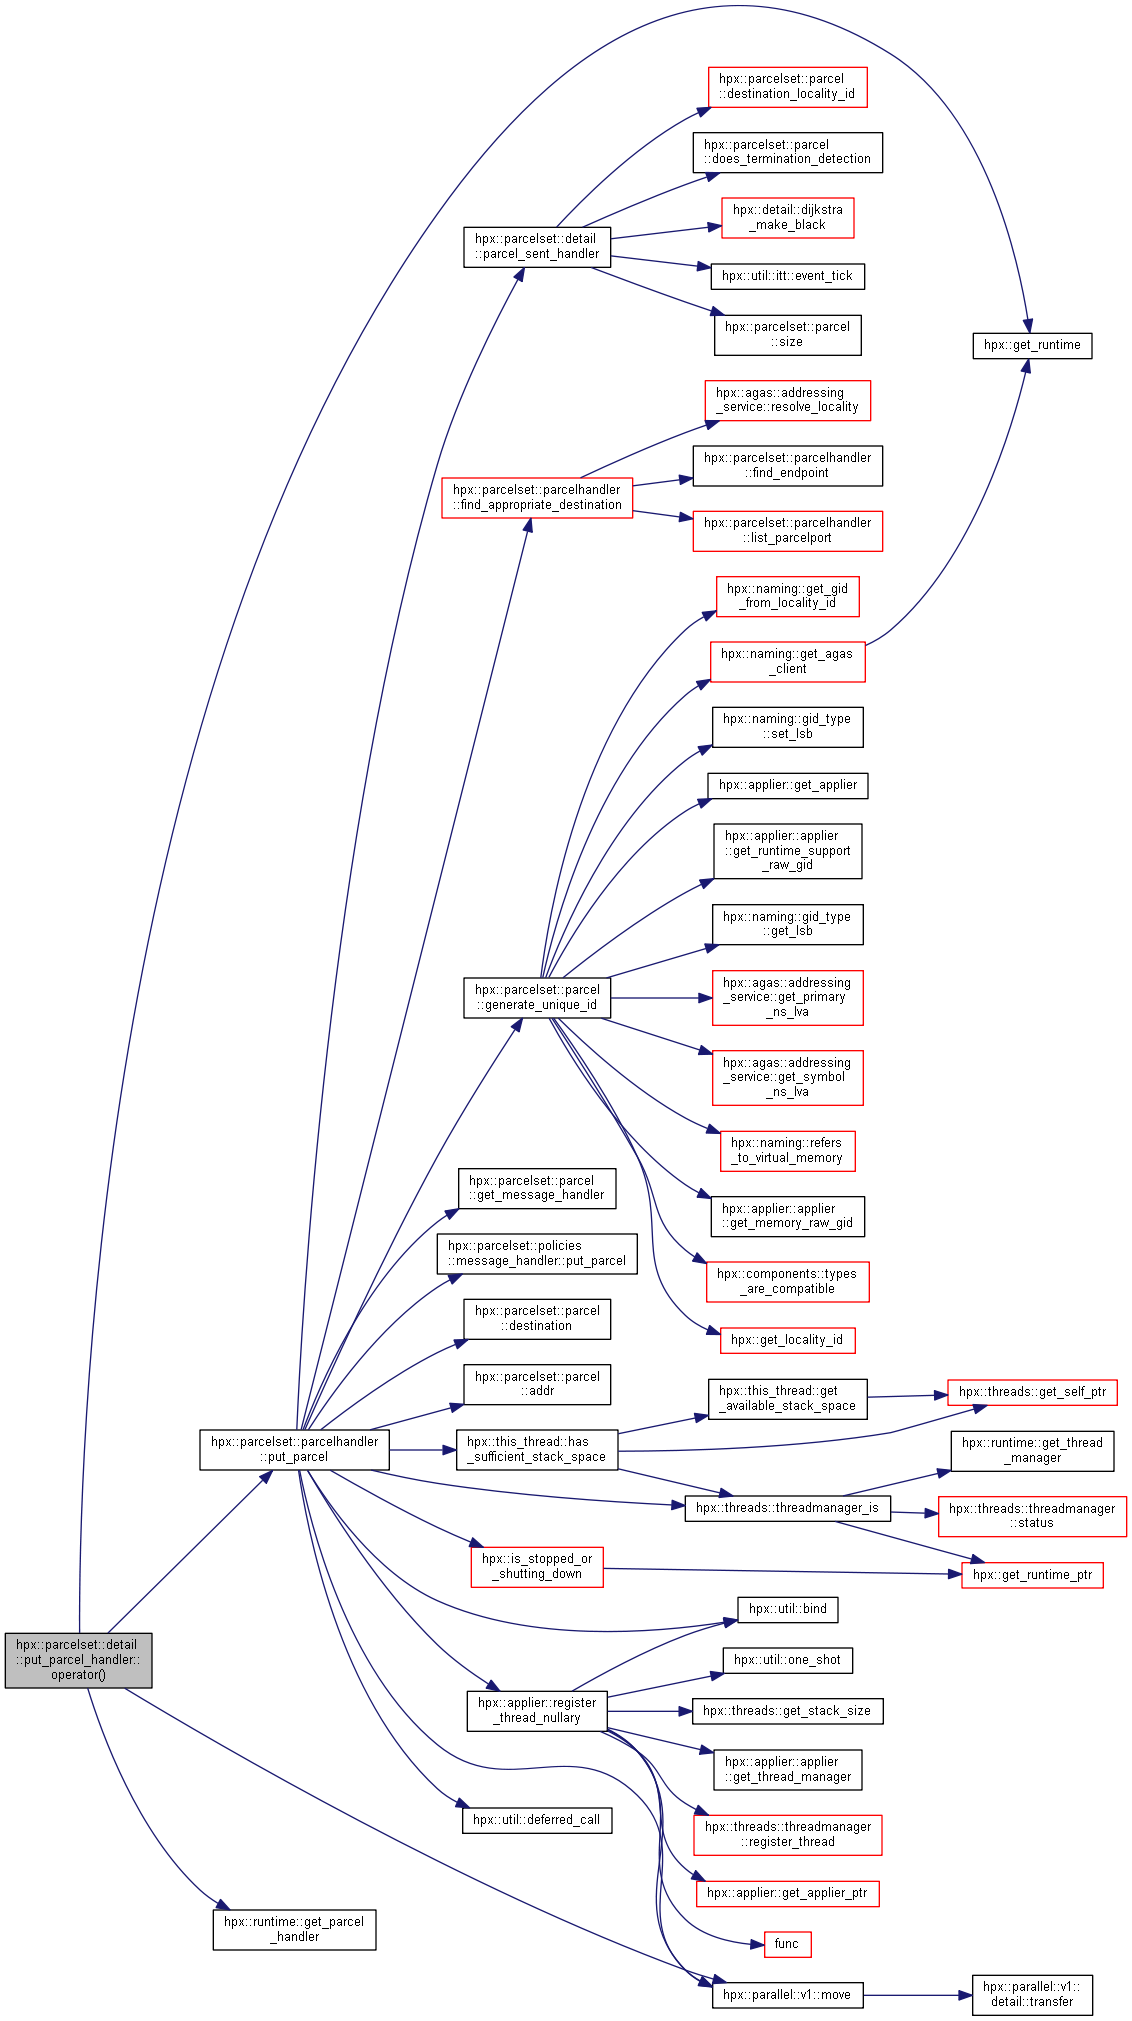 hpx::parcelset::parcel
::destination_locality_id
hpx::parcelset::parcel
::does_termination_detection
hpx::detail::dijkstra
_make_black
hpx::parcelset::detail
::parcel_sent_handler
hpx::util::itt::event_tick
hpx::parcelset::parcel
::size
hpx::get_runtime
hpx::agas::addressing
_service::resolve_locality
hpx::parcelset::parcelhandler
::find_endpoint
hpx::parcelset::parcelhandler
::find_appropriate_destination
hpx::parcelset::parcelhandler
::list_parcelport
hpx::naming::get_gid
_from_locality_id
hpx::naming::get_agas
_client
hpx::naming::gid_type
::set_lsb
hpx::applier::get_applier
hpx::applier::applier
::get_runtime_support
_raw_gid
hpx::naming::gid_type
::get_lsb
hpx::parcelset::parcel
::generate_unique_id
hpx::agas::addressing
_service::get_primary
_ns_lva
hpx::agas::addressing
_service::get_symbol
_ns_lva
hpx::naming::refers
_to_virtual_memory
hpx::parcelset::parcel
::get_message_handler
hpx::applier::applier
::get_memory_raw_gid
hpx::parcelset::policies
::message_handler::put_parcel
hpx::components::types
_are_compatible
hpx::parcelset::parcel
::destination
hpx::get_locality_id
hpx::parcelset::parcel
::addr
hpx::this_thread::get
_available_stack_space
hpx::threads::get_self_ptr
hpx::parcelset::parcelhandler
::put_parcel
hpx::this_thread::has
_sufficient_stack_space
hpx::runtime::get_thread
_manager
hpx::threads::threadmanager_is
hpx::threads::threadmanager
::status
hpx::is_stopped_or
_shutting_down
hpx::get_runtime_ptr
hpx::util::bind
hpx::parcelset::detail
::put_parcel_handler::
operator()
hpx::util::one_shot
hpx::applier::register
_thread_nullary
hpx::threads::get_stack_size
hpx::applier::applier
::get_thread_manager
hpx::util::deferred_call
hpx::threads::threadmanager
::register_thread
hpx::applier::get_applier_ptr
hpx::runtime::get_parcel
_handler
func
hpx::parallel::v1::move
hpx::parallel::v1::
detail::transfer